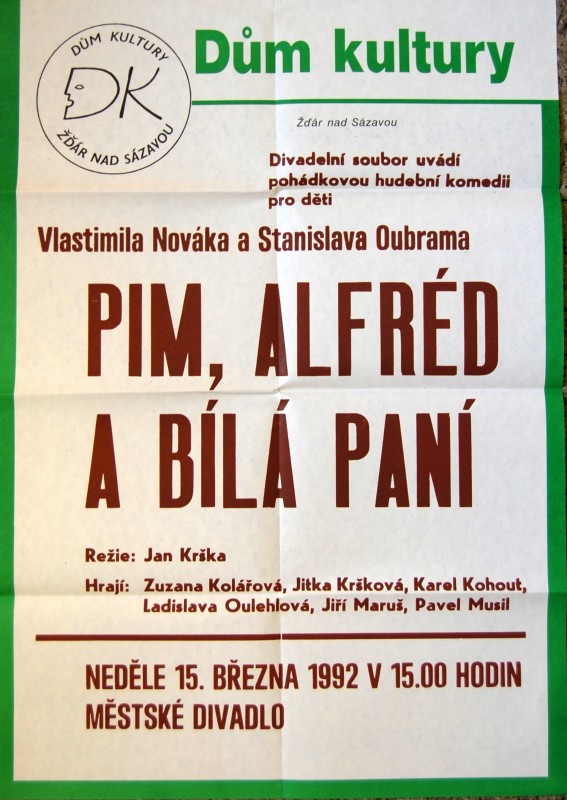 DŮM KULTURY
DK
ŽĎÁR NAD SÁZAVOU
Dům kultury
Žďár nad Sázavou
Divadelní soubor uvádí
pohádkovou hudební komedii
pro děti
Vlastimila Nováka a Stanislava Oubrama
PIM, ALFRÉD
A BÍLÁ PANÍ
Režie: Jan Krška
Hrají: Zuzana Kolářová, Jitka Kršková, Karel Kohout,
Ladislava Oulehlová, Jiří Maruš, Pavel Musil
NEDĚLE 15. BŘEZNA 1992 V 15.00 HODIN
MĚSTSKÉ DIVADLO